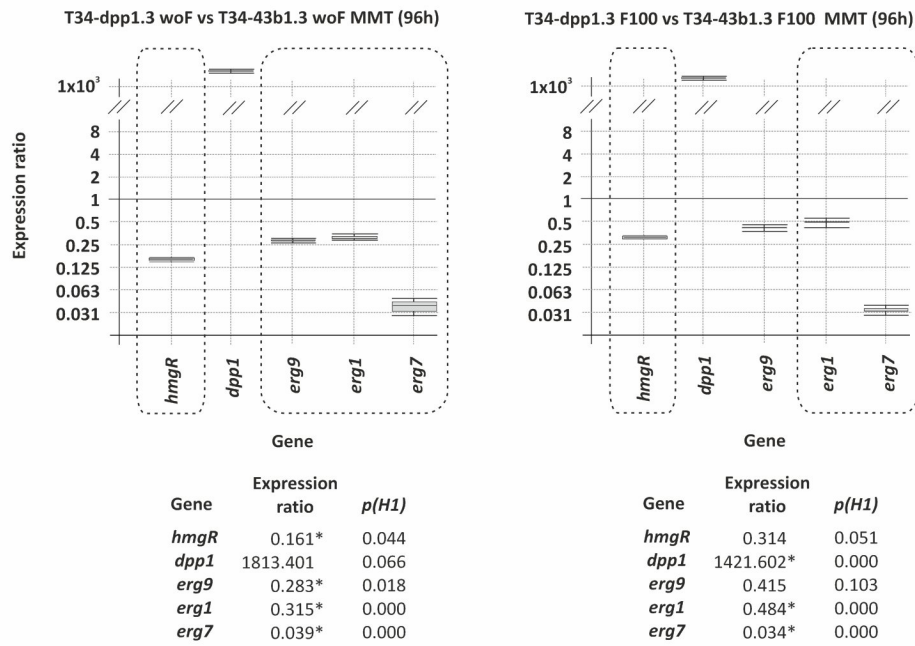 T34-dpp1.3 woF vs T34-43b1.3 woF MMT (96h)
Expression ratio
1x10³
8
4
2
1
0.5
0.25
0.125
0.063
0.031
hmgR dpp1 erg9 erg1 erg7
Gene
Gene Expression ratio p(H1)
hmgR 0.161* 0.044
dpp1 1813.401 0.066
erg9 0.283* 0.018
erg1 0.315* 0.000
erg7 0.039* 0.000
T34-dpp1.3 F100 vs T34-43b1.3 F100 MMT (96h)
1x10³
8
4
2
1
0.5
0.25
0.125
0.063
0.031
hmgR dpp1 erg9 erg1 erg7
Gene
Gene Expression ratio p(H1)
hmgR 0.314 0.051
dpp1 1421.602* 0.000
erg9 0.415 0.103
erg1 0.484* 0.000
erg7 0.034* 0.000